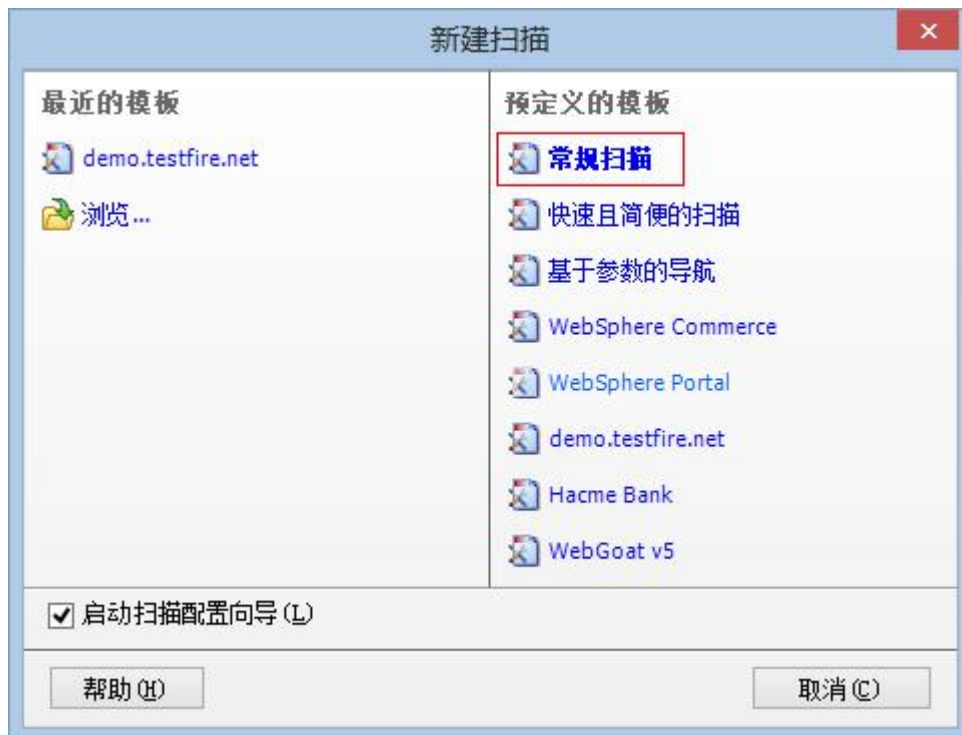 新建扫描
最近的模板
demo.testfire.net
浏览...
预定义的模板
常规扫描
快速且简便的扫描
基于参数的导航
WebSphere Commerce
WebSphere Portal
demo.testfire.net
Hacme Bank
WebGoat v5
启动扫描配置向导(L)
帮助(H)
取消(C)